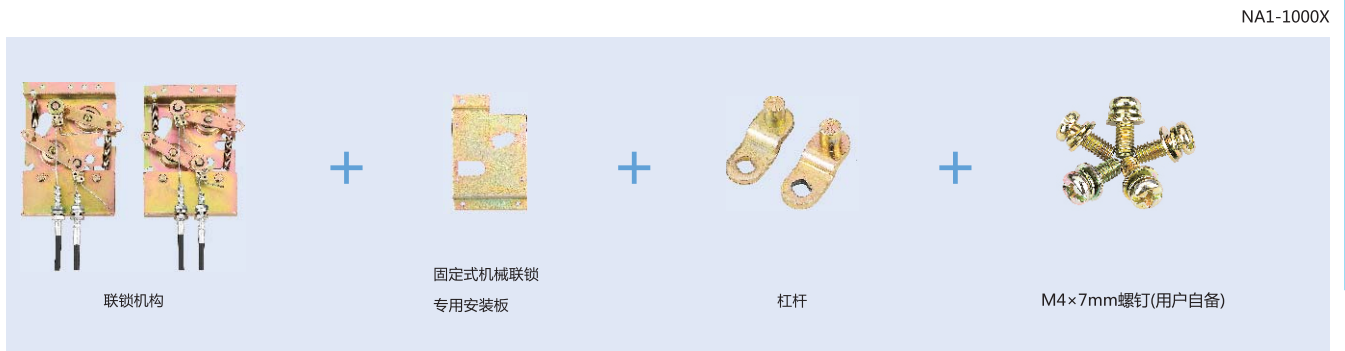 NA1-1000X
联锁机构
固定式机械联锁
专用安装板
杠杆
M4×7mm螺钉(用户自备)